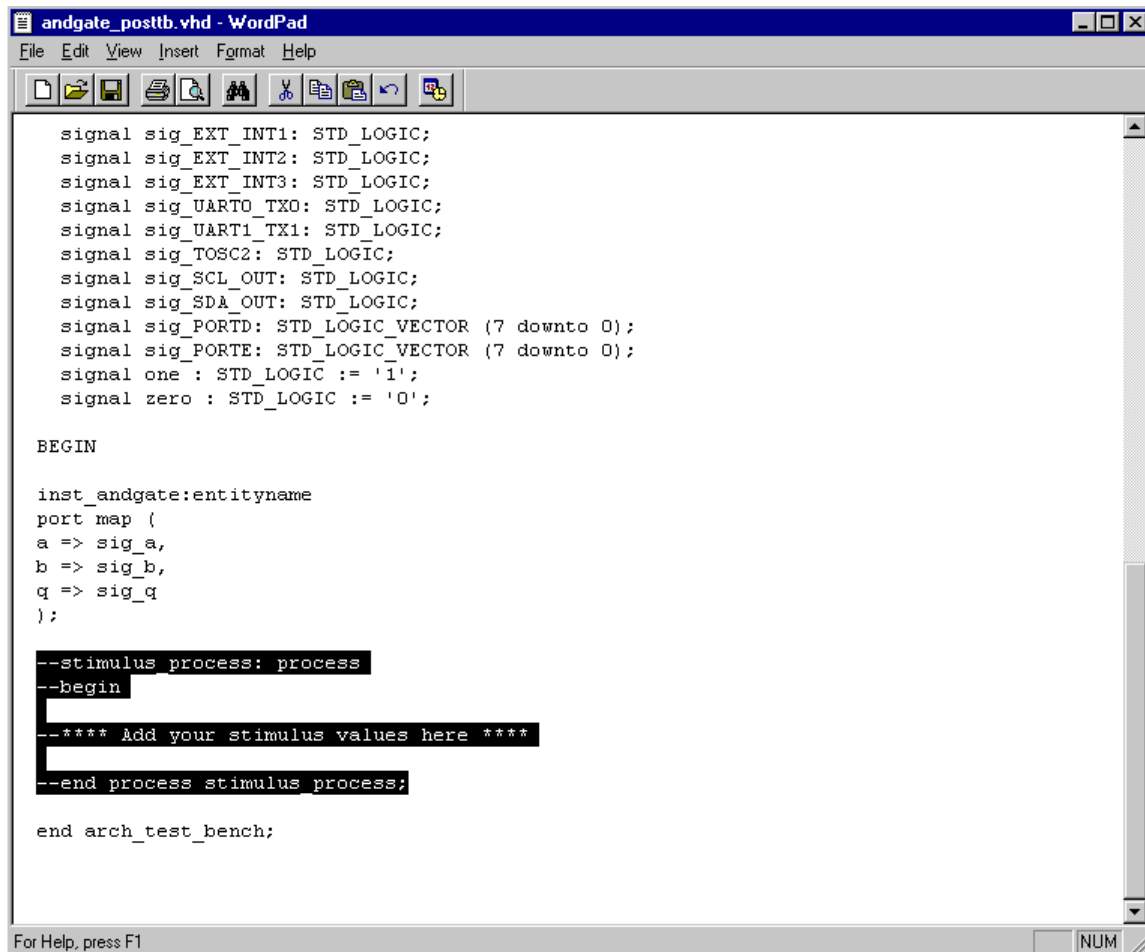 andgate_posttb.vhd - WordPad
File Edit View Insert Format Help
signal sig_EXT_INT1: STD_LOGIC;
signal sig_EXT_INT2: STD_LOGIC;
signal sig_EXT_INT3: STD_LOGIC;
signal sig_UART0_TX0: STD_LOGIC;
signal sig_UART1_TX1: STD_LOGIC;
signal sig_TOSC2: STD_LOGIC;
signal sig_SCL_OUT: STD_LOGIC;
signal sig_SDA_OUT: STD_LOGIC;
signal sig_PORTD: STD_LOGIC_VECTOR (7 downto 0);
signal sig_PORTE: STD_LOGIC_VECTOR (7 downto 0);
signal one : STD_LOGIC := '1';
signal zero : STD_LOGIC := '0';
BEGIN
inst_andgate:entityname
port map (
a => sig_a,
b => sig_b,
q => sig_q
);
--stimulus_process: process
--begin
--**** Add your stimulus values here ****
--end process stimulus_process;
end arch_test_bench;
For Help, press F1
NUM